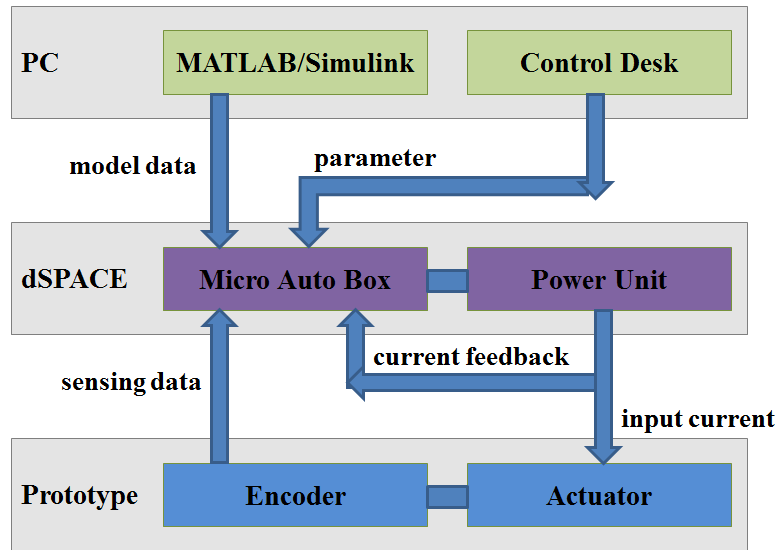 PC
MATLAB/Simulink
Control Desk
model data
parameter
dSPACE
Micro Auto Box
Power Unit
sensing data
current feedback
input current
Prototype
Encoder
Actuator